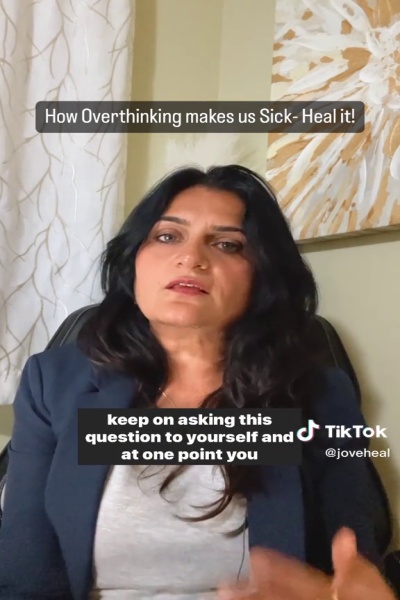 How Overthinking makes us Sick- Heal it!
keep on asking this
question to yourself and
at one point you
TikTok
@joveheal